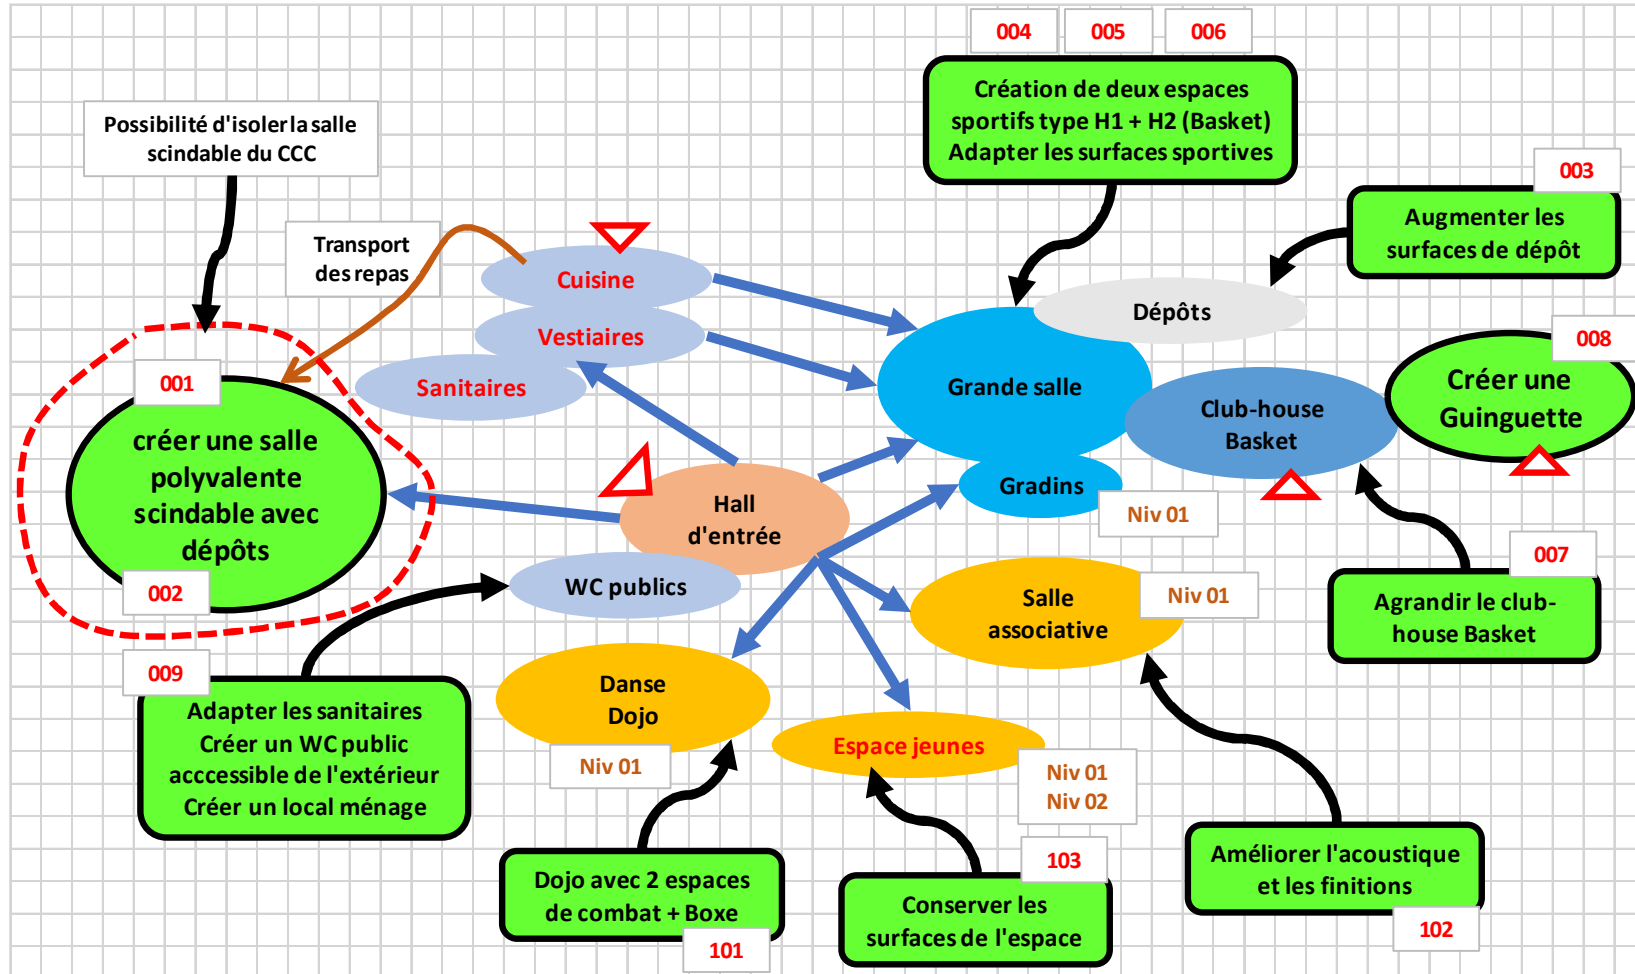 004
005
006
Création de deux espaces
sportifs type H1 + H2 (Basket)
Adapter les surfaces sportives
Possibilité d'isoler la salle
scindable du CCC
003
Augmenter les
surfaces de dépôt
Transport
des repas
Cuisine
Dépôts
Vestiaires
008
Créer une
Guinguette
001
Sanitaires
Grande salle
Club-house
Basket
créer une salle
polyvalente
scindable avec
dépôts
002
Gradins
Niv 01
Hall
d'entrée
007
Agrandir le club-
house Basket
WC publics
Salle
associative
Niv 01
009
Adapter les sanitaires
Créer un WC public
acccessible de l'extérieur
Créer un local ménage
Danse
Dojo
Niv 01
Espace jeunes
Niv 01
Niv 02
Dojo avec 2 espaces
de combat + Boxe
101
103
Conserver les
surfaces de l'espace
Améliorer l'acoustique
et les finitions
102